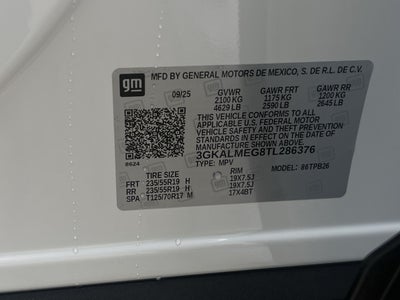 gm MFD BY GENERAL MOTORS DE MEXICO, S. DE R.L. DE C.V.
09/25 GVWR GAWR FRT GAWR RR
2100 KG 1175 KG 1200 KG
4629 LB 2590 LB 2645 LB
THIS VEHICLE CONFORMS TO ALL
APPLICABLE U.S. FEDERAL MOTOR VEHICLE
SAFETY AND THEFT PREVENTION
STANDARDS IN EFFECT ON THE DATE OF
MANUFACTURE SHOWN ABOVE.
3GKALMEG8TL286376
8624 TYPE: MPV MODEL: 86TPB26
TIRE SIZE RIM
FRT 235/55R19 H 19X7.5J
RR 235/55R19 H 19X7.5J
SPA T125/70R17 M 17X4BT